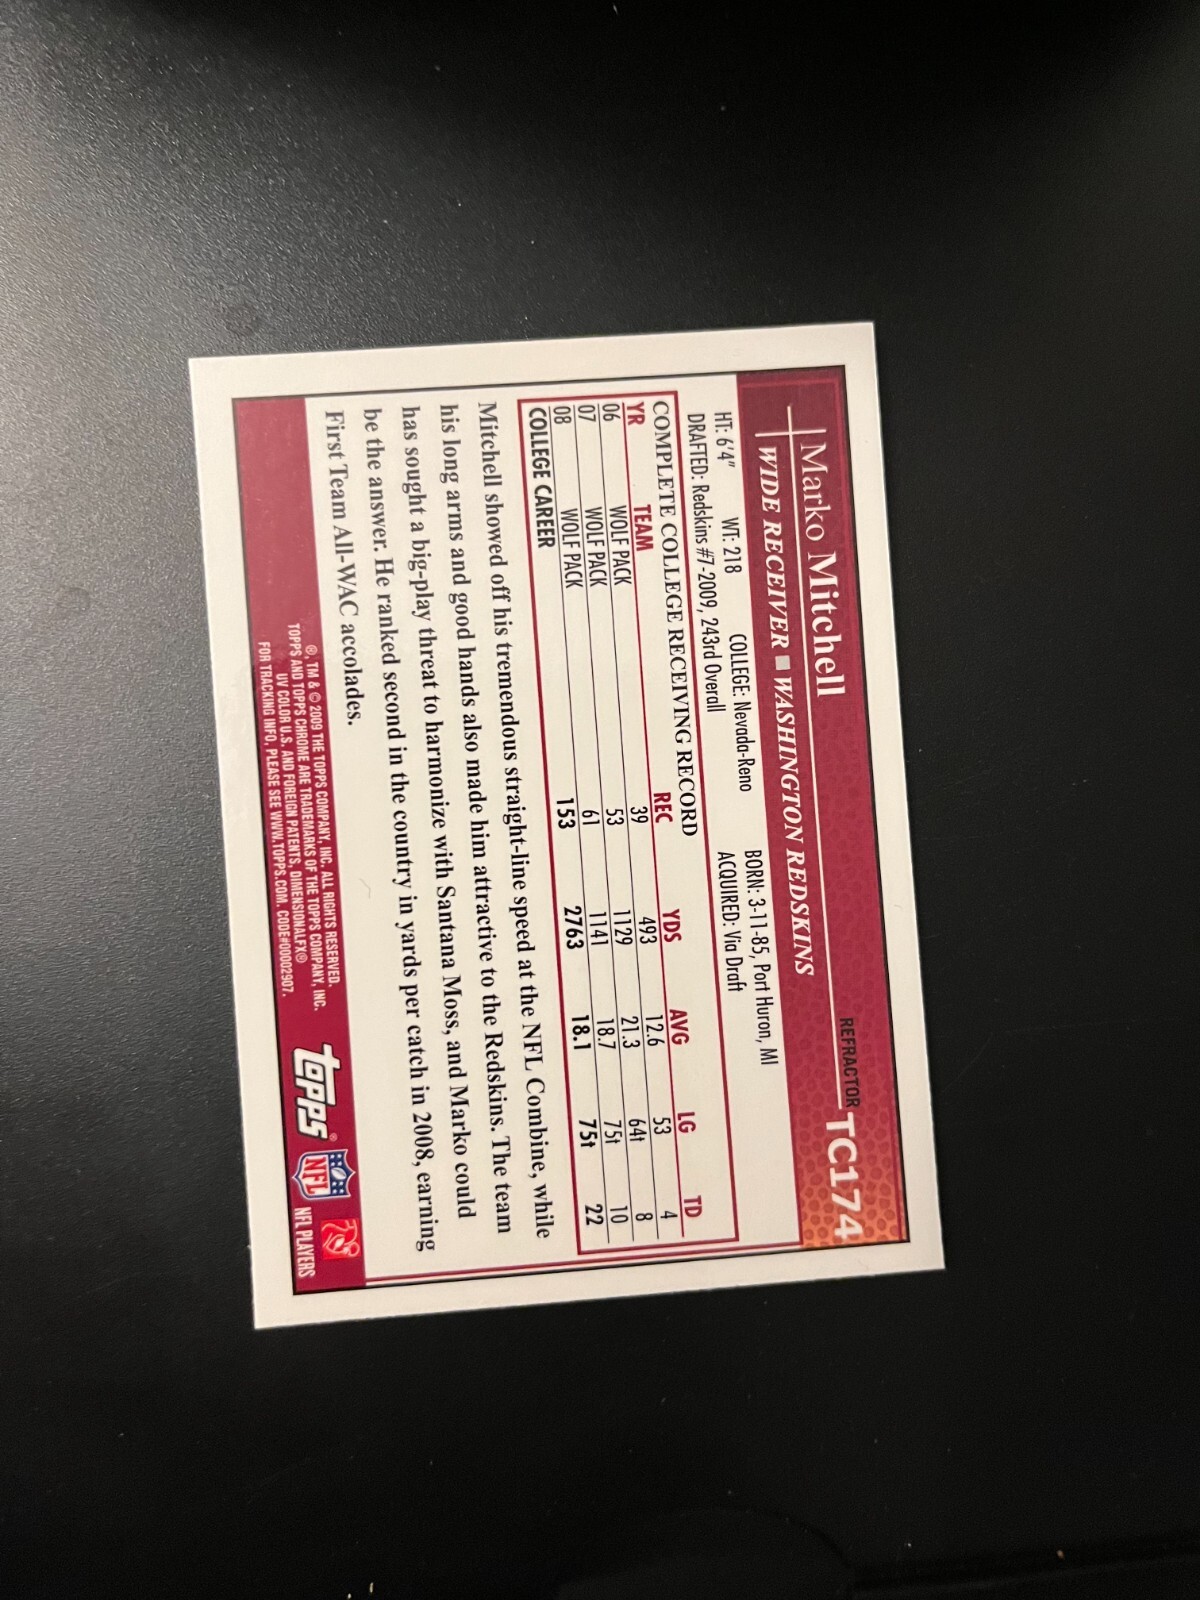 Marko Mitchell
REFRACTOR TC174
WIDE RECEIVER ■ WASHINGTON REDSKINS
HT: 6'4" WT: 218 COLLEGE: Nevada-Reno BORN: 3-11-85, Port Huron, MI
DRAFTED: Redskins #7-2009, 243rd Overall ACQUIRED: Via Draft
COMPLETE COLLEGE RECEIVING RECORD
YR TEAM REC YDS AVG LG TD
06 WOLF PACK 39 493 12.6 53 4
07 WOLF PACK 53 1129 21.3 64t 8
08 WOLF PACK 61 1141 18.7 75t 10
COLLEGE CAREER 153 2763 18.1 75t 22
Mitchell showed off his tremendous straight-line speed at the NFL Combine, while
his long arms and good hands also made him attractive to the Redskins. The team
has sought a big-play threat to harmonize with Santana Moss, and Marko could
be the answer. He ranked second in the country in yards per catch in 2008, earning
First Team All-WAC accolades.
®, TM & © 2009 THE TOPPS COMPANY, INC. ALL RIGHTS RESERVED.
TOPPS AND TOPPS CHROME ARE TRADEMARKS OF THE TOPPS COMPANY, INC.
UV COLOR U.S. AND FOREIGN PATENTS, DIMENSIONALFX®
FOR TRACKING INFO, PLEASE SEE WWW.TOPPS.COM. CODE#00002907.
topps®
NFL
NFL PLAYERS